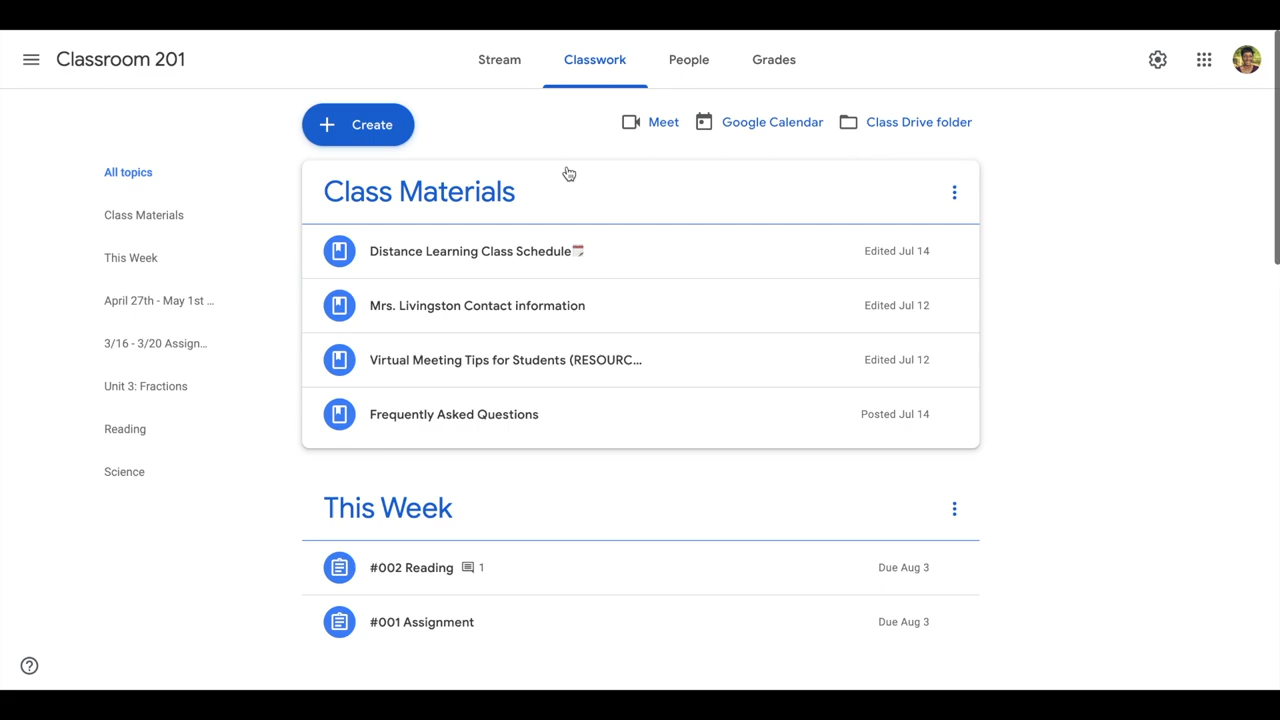 Classroom 201
Stream
Classwork
People
Grades
Create
Meet
Google Calendar
Class Drive folder
All topics
Class Materials
This Week
April 27th - May 1st ...
3/16 - 3/20 Assign...
Unit 3: Fractions
Reading
Science
Class Materials
Distance Learning Class Schedule🗓️ Edited Jul 14
Mrs. Livingston Contact information Edited Jul 12
Virtual Meeting Tips for Students (RESOURC... Edited Jul 12
Frequently Asked Questions Posted Jul 14
This Week
#002 Reading 1 Due Aug 3
#001 Assignment Due Aug 3